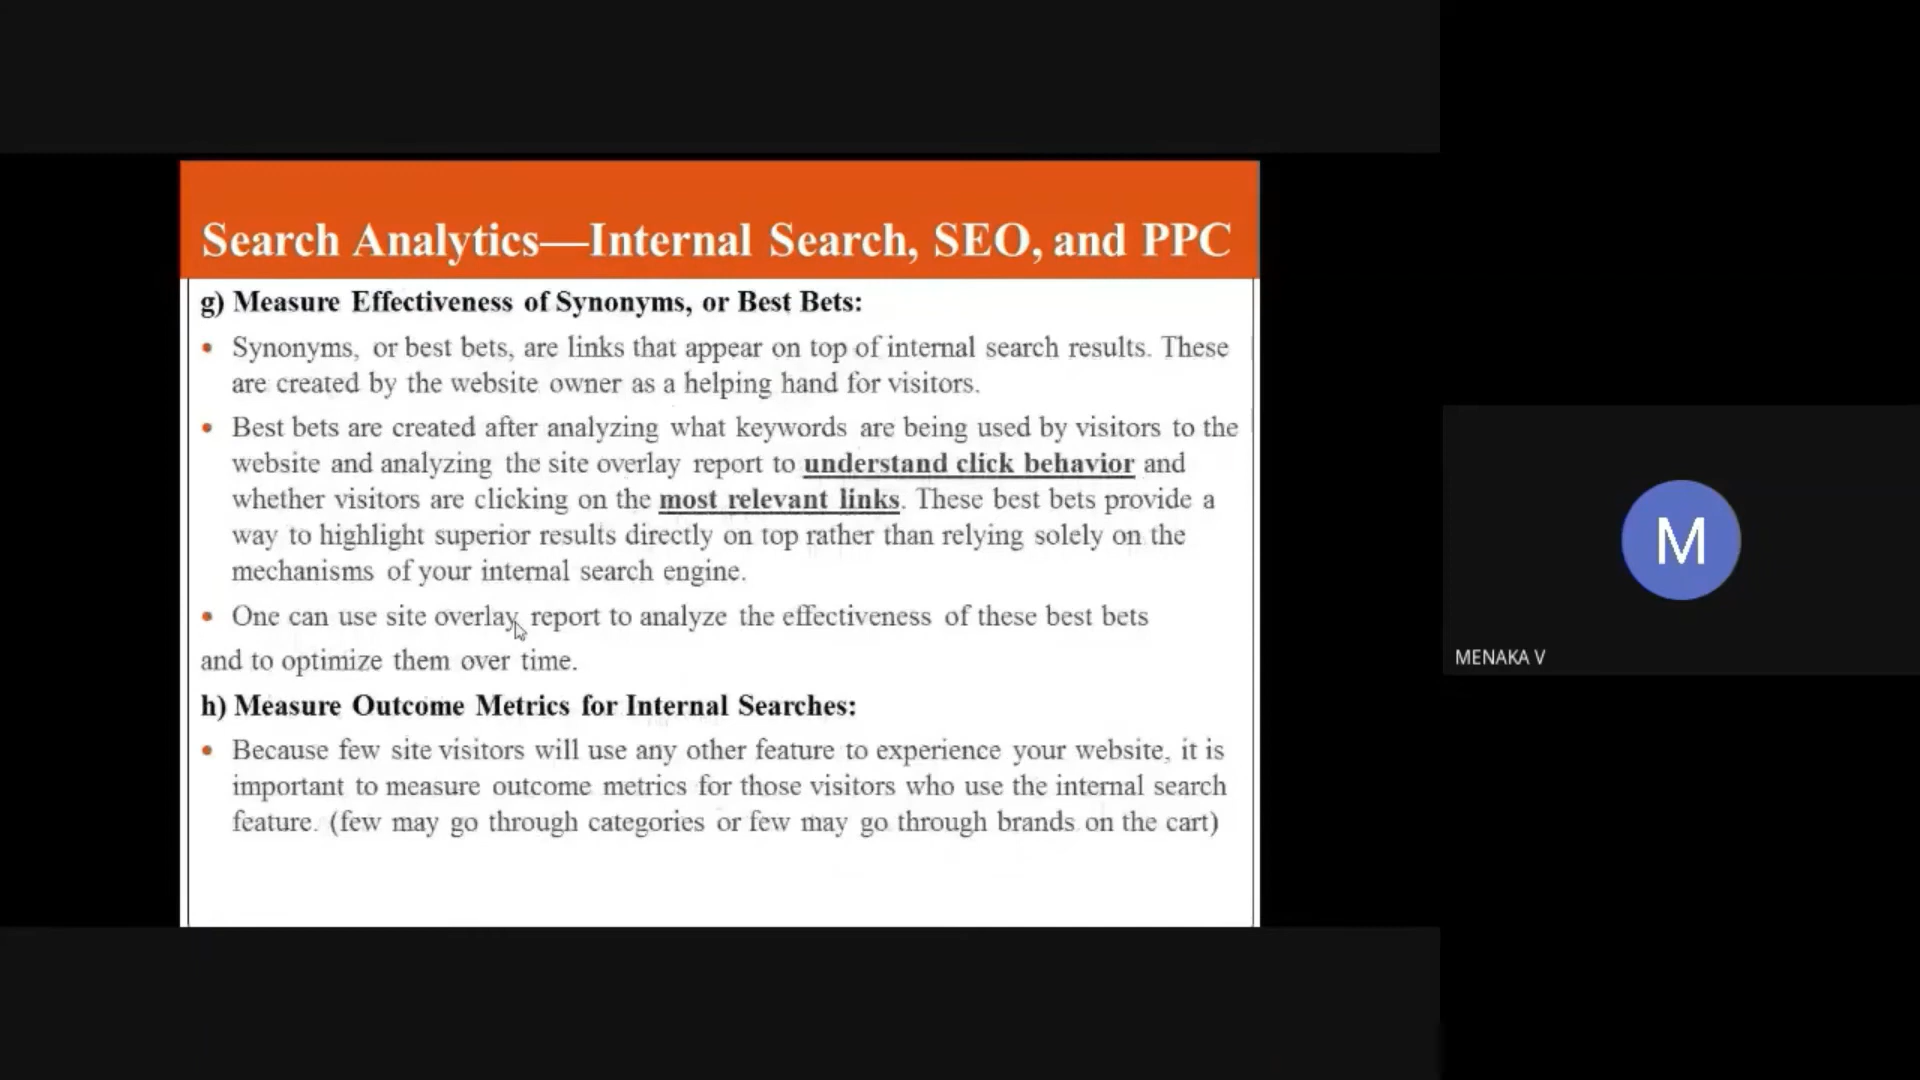 Search Analytics—Internal Search, SEO, and PPC
g) Measure Effectiveness of Synonyms, or Best Bets:
• Synonyms, or best bets, are links that appear on top of internal search results. These
are created by the website owner as a helping hand for visitors.
• Best bets are created after analyzing what keywords are being used by visitors to the
website and analyzing the site overlay report to understand click behavior and
whether visitors are clicking on the most relevant links. These best bets provide a
way to highlight superior results directly on top rather than relying solely on the
mechanisms of your internal search engine.
• One can use site overlay report to analyze the effectiveness of these best bets
and to optimize them over time.
h) Measure Outcome Metrics for Internal Searches:
• Because few site visitors will use any other feature to experience your website, it is
important to measure outcome metrics for those visitors who use the internal search
feature. (few may go through categories or few may go through brands on the cart)
M
MENAKA V